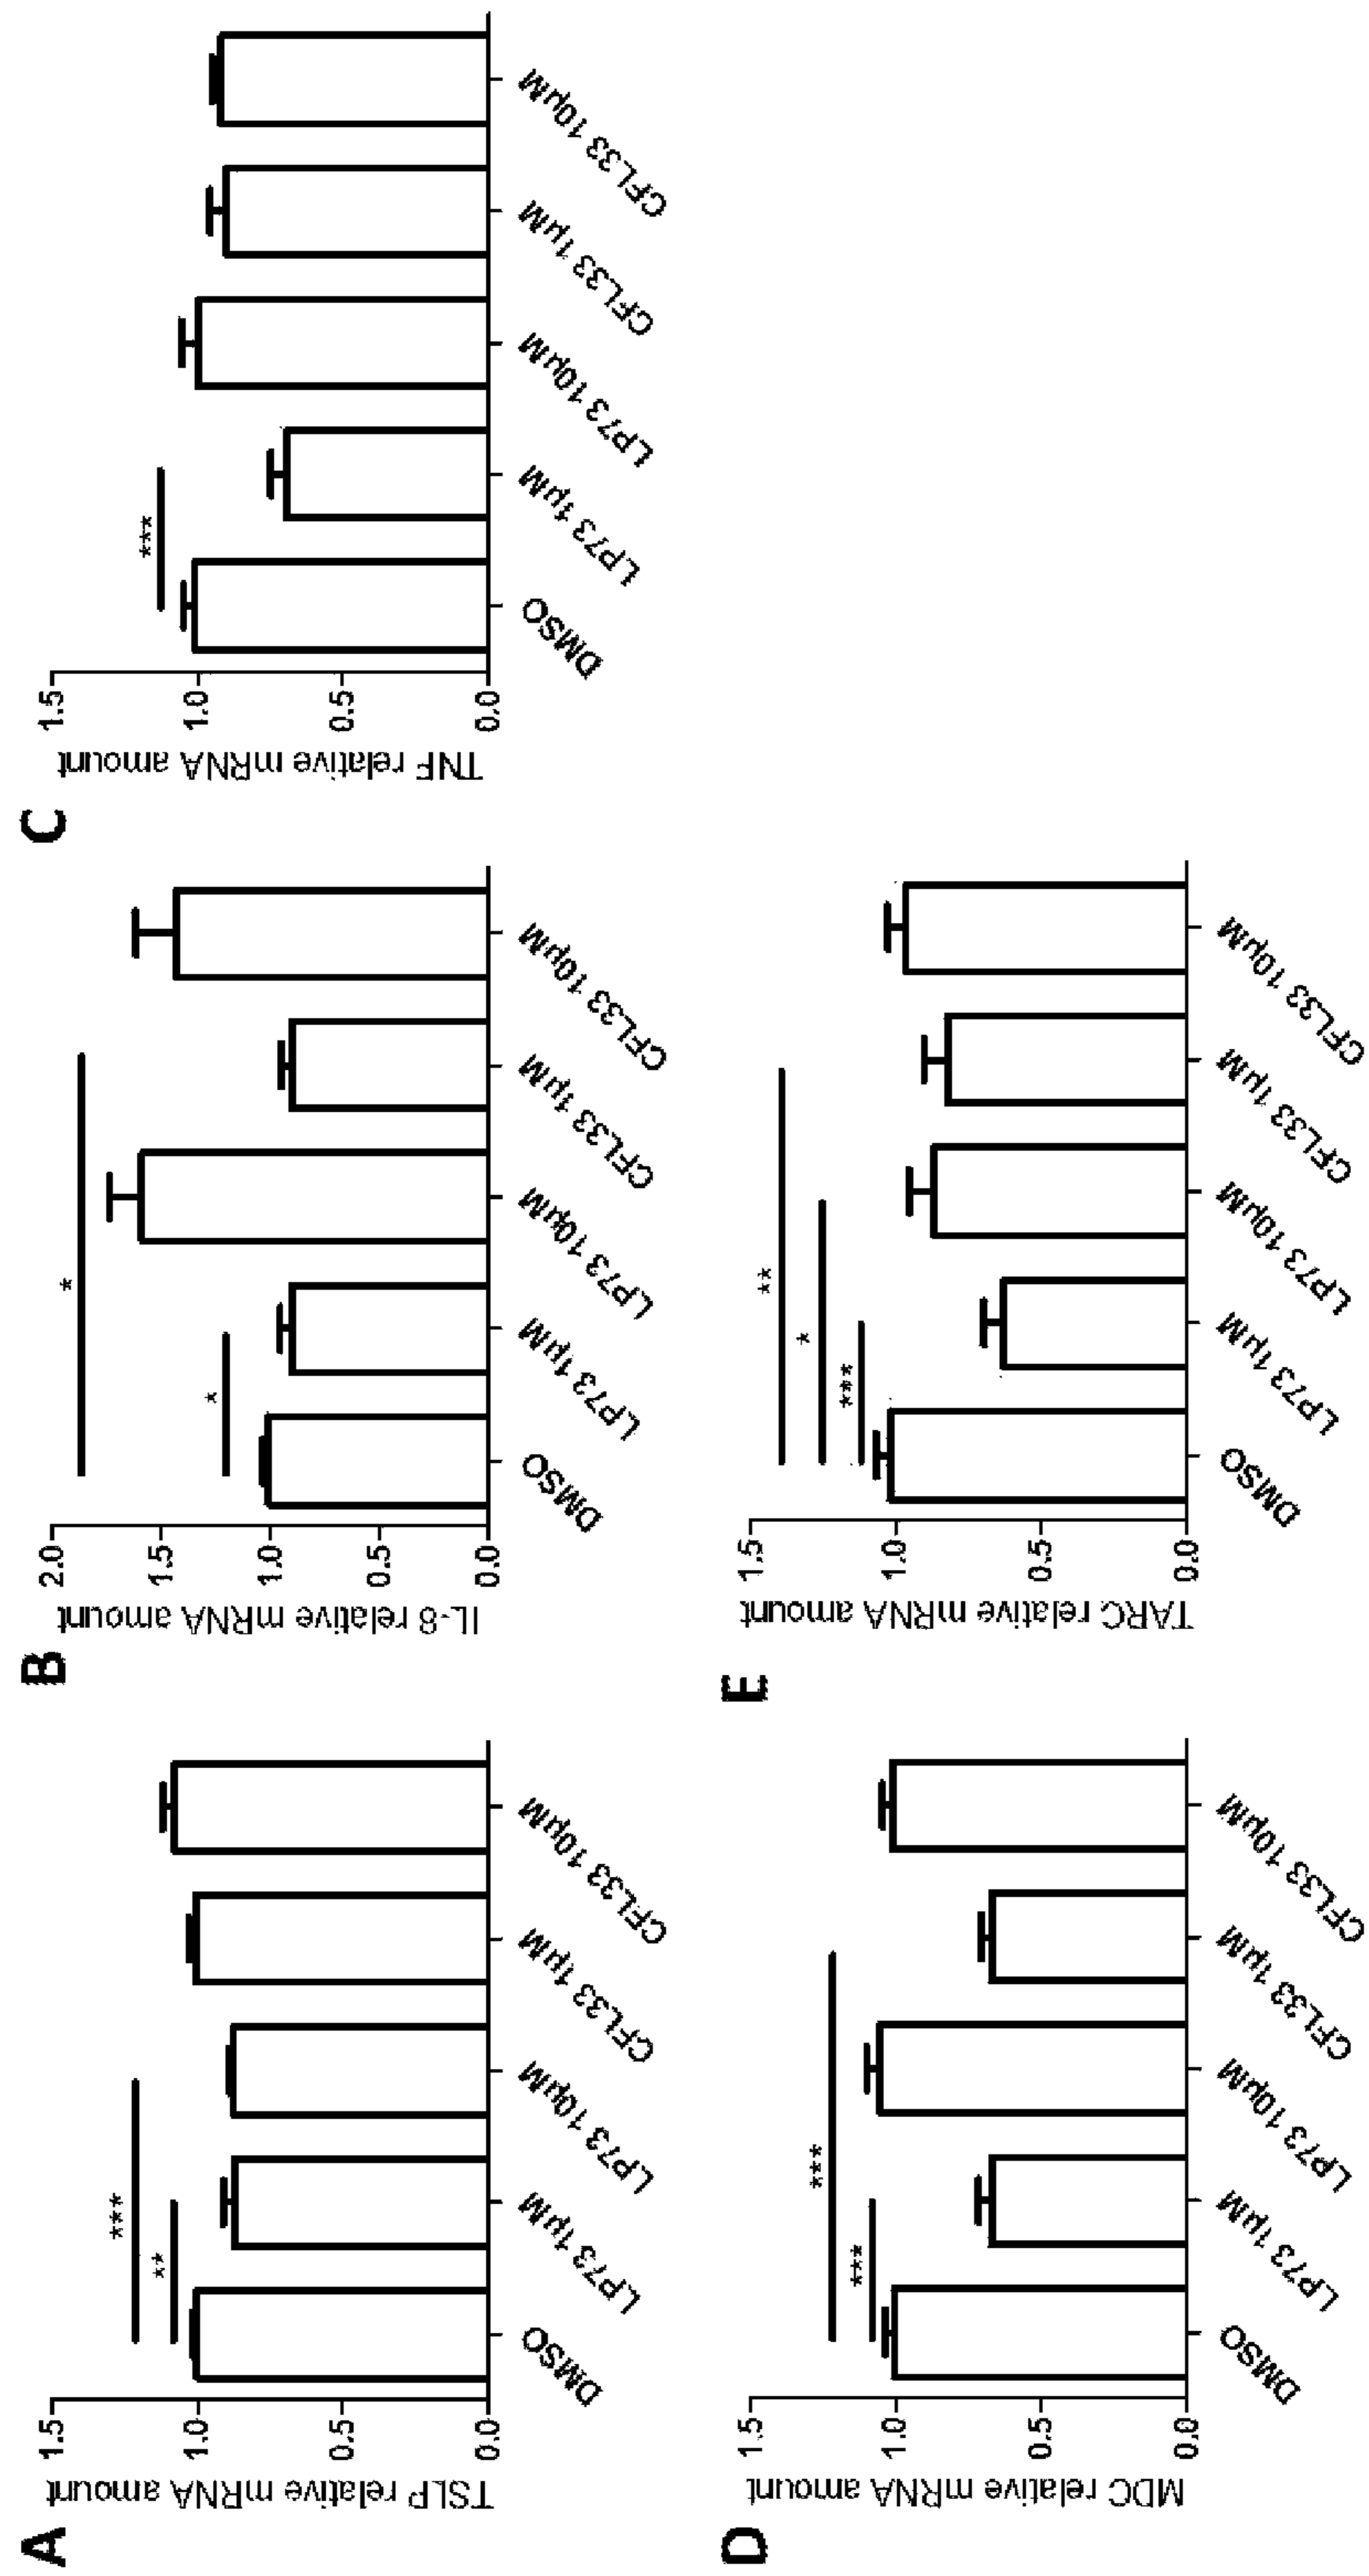 A
TSLP relative mRNA amount
1.5
1.0
0.5
0.0
***
**
DMSO
LP73 1µM
LP73 10µM
CFL33 1µM
CFL33 10µM
B
IL-8 relative mRNA amount
2.0
1.5
1.0
0.5
0.0
*
*
DMSO
LP73 1µM
LP73 10µM
CFL33 1µM
CFL33 10µM
C
TNF relative mRNA amount
1.5
1.0
0.5
0.0
***
DMSO
LP73 1µM
LP73 10µM
CFL33 1µM
CFL33 10µM
D
MDC relative mRNA amount
1.5
1.0
0.5
0.0
***
***
DMSO
LP73 1µM
LP73 10µM
CFL33 1µM
CFL33 10µM
E
TARC relative mRNA amount
1.5
1.0
0.5
0.0
**
*
***
DMSO
LP73 1µM
LP73 10µM
CFL33 1µM
CFL33 10µM